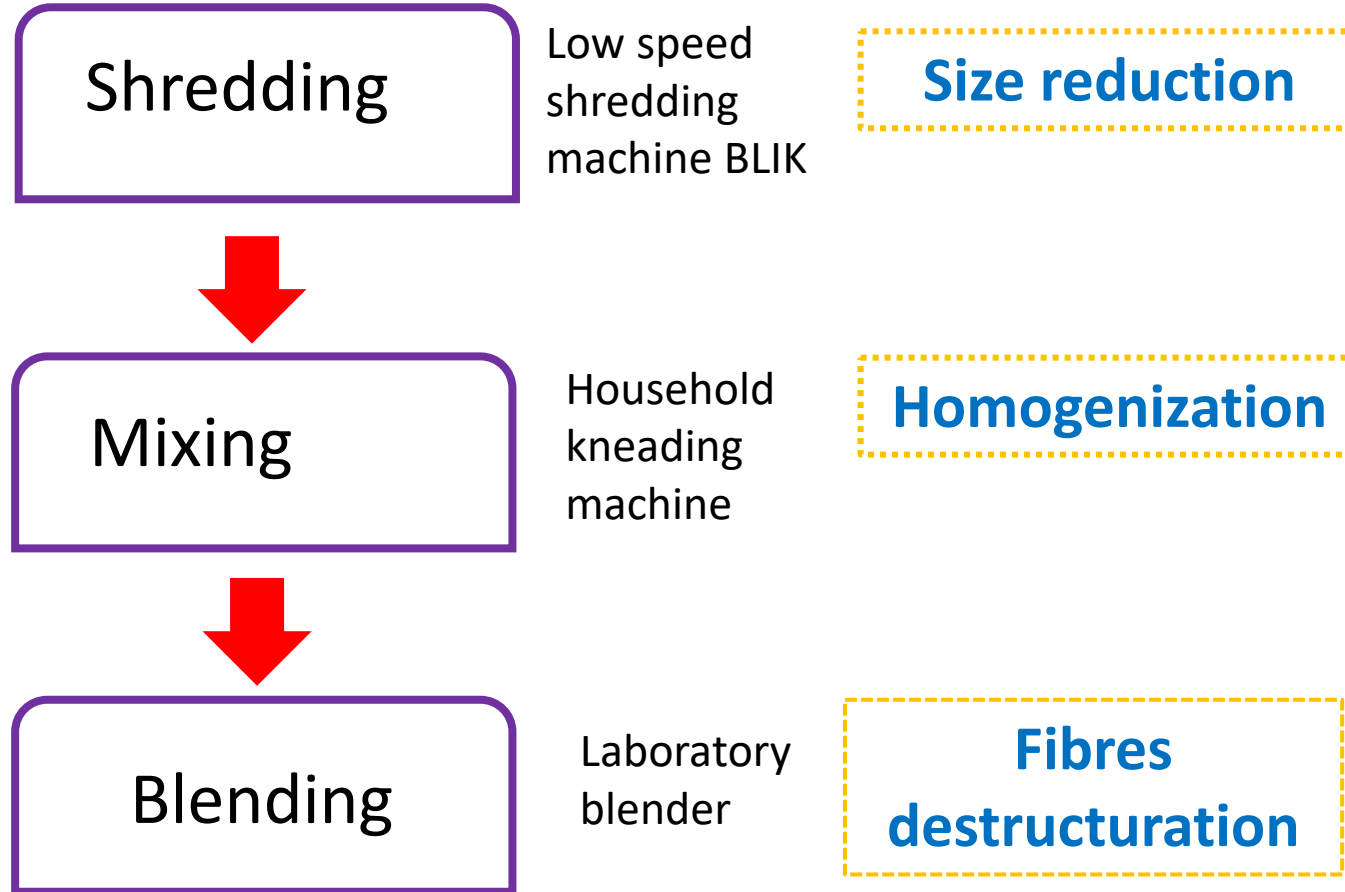 Shredding
Low speed
shredding
machine BLIK
Size reduction
Mixing
Household
kneading
machine
Homogenization
Blending
Laboratory
blender
Fibres
destructuration